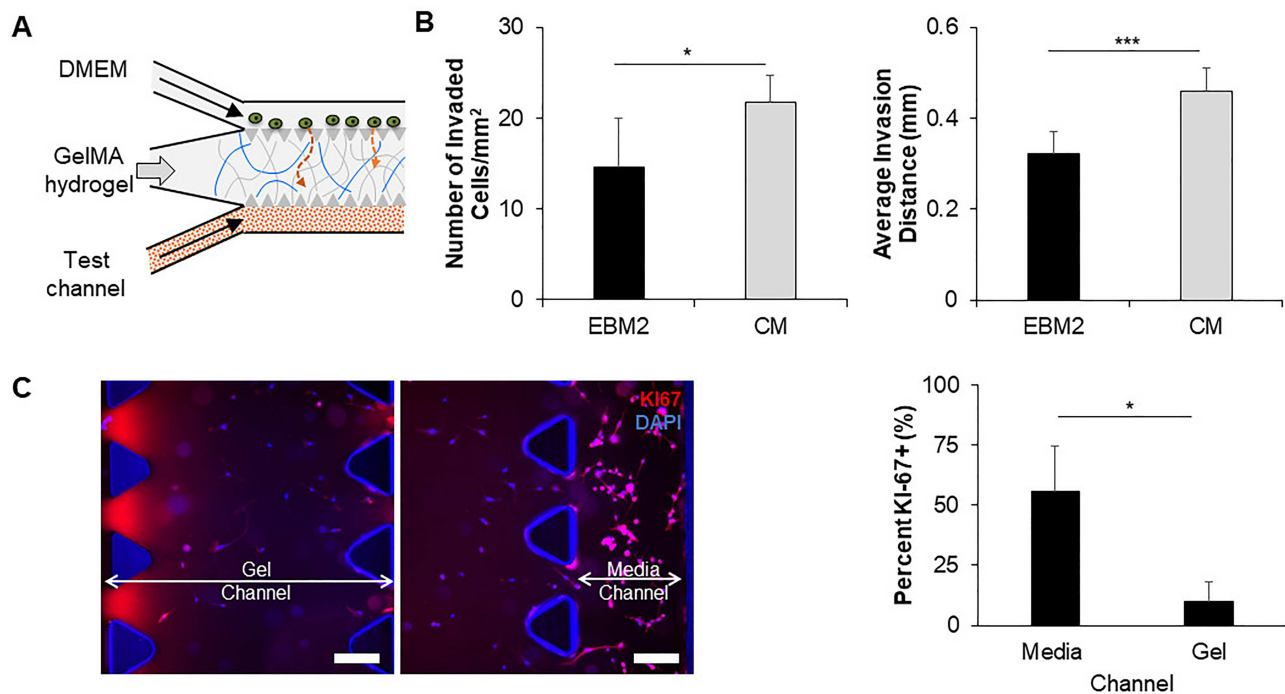 A
DMEM
GelMA
hydrogel
Test
channel
B
Number of Invaded
Cells/mm²
30
20
10
0
*
EBM2
CM
Average Invasion
Distance (mm)
0.6
0.4
0.2
0
***
EBM2
CM
C
Gel
Channel
KI67
DAPI
Media
Channel
Percent KI-67+ (%)
100
75
50
25
0
*
Media
Gel
Channel